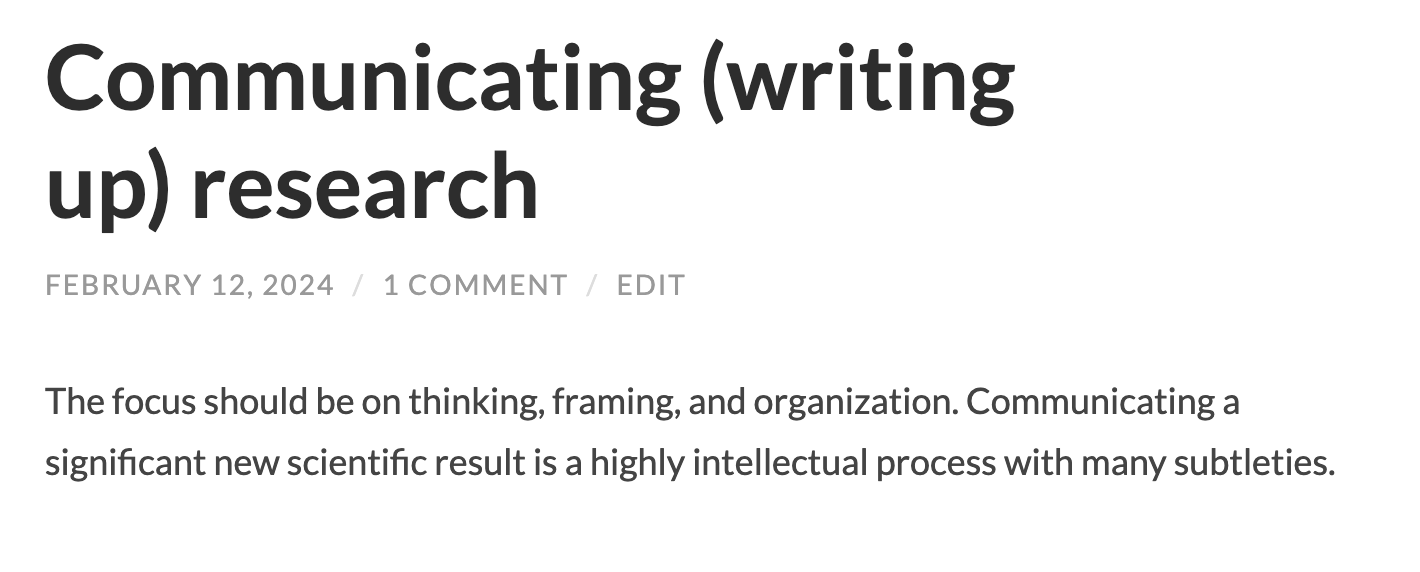 Communicating (writing
up) research
FEBRUARY 12, 2024 / 1 COMMENT / EDIT
The focus should be on thinking, framing, and organization. Communicating a
significant new scientific result is a highly intellectual process with many subtleties.